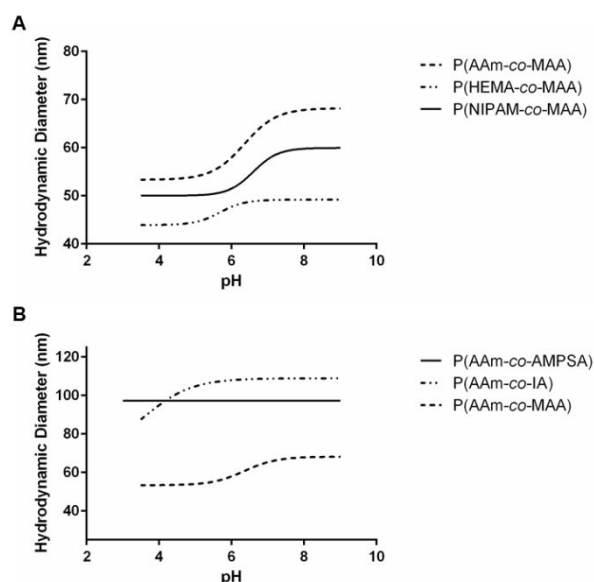 A
Hydrodynamic Diameter (nm)
80
70
60
50
40
2
4
6
8
10
pH
P(AAm-co-MAA)
P(HEMA-co-MAA)
P(NIPAM-co-MAA)
B
Hydrodynamic Diameter (nm)
120
100
80
60
40
2
4
6
8
10
pH
P(AAm-co-AMPSA)
P(AAm-co-IA)
P(AAm-co-MAA)